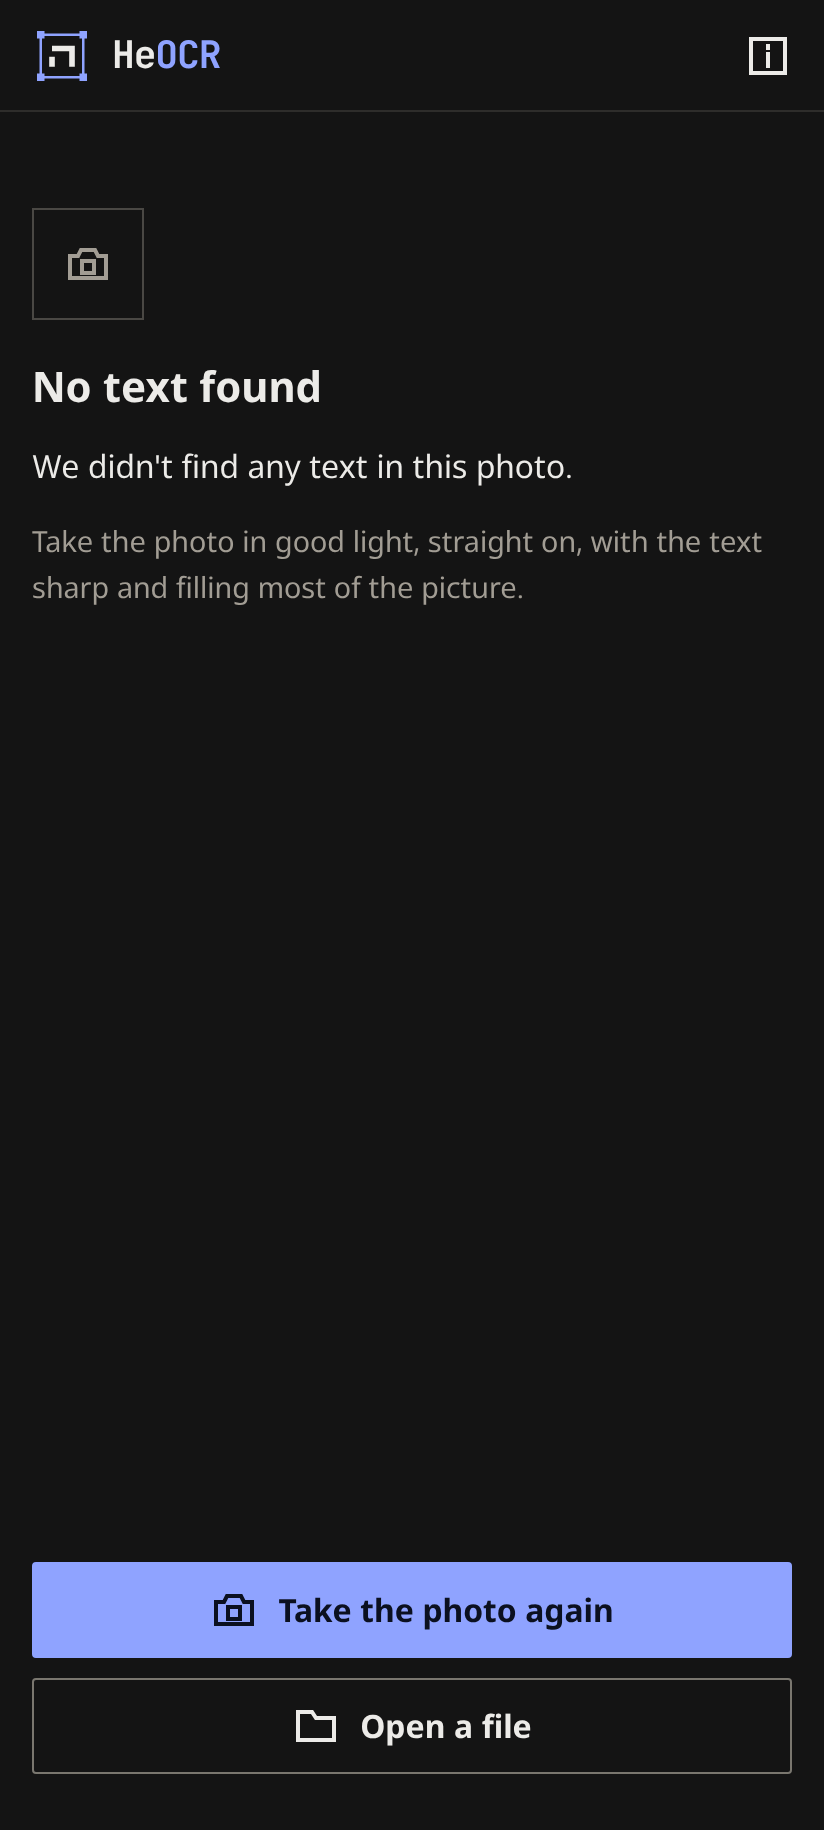 HeOCR
No text found
We didn't find any text in this photo.
Take the photo in good light, straight on, with the text
sharp and filling most of the picture.
Take the photo again
Open a file